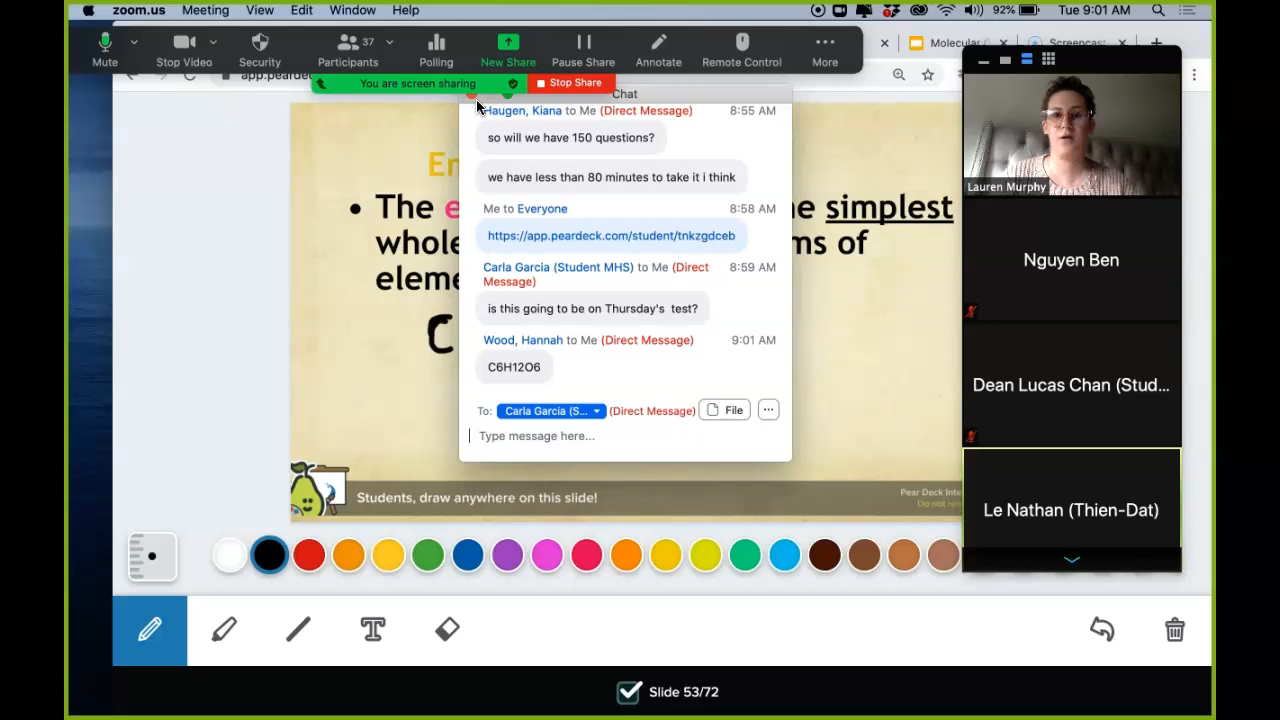 zoom.us Meeting View Edit Window Help 92% Tue 9:01 AM
Mute Stop Video Security Participants 37 Polling New Share Pause Share Annotate Remote Control More
You are screen sharing Stop Share
Chat
Haugen, Kiana to Me (Direct Message) 8:55 AM
so will we have 150 questions?
we have less than 80 minutes to take it i think
Me to Everyone 8:58 AM
https://app.peardeck.com/student/tnkzgdceb
Carla Garcia (Student MHS) to Me (Direct Message) 8:59 AM
is this going to be on Thursday's test?
Wood, Hannah to Me (Direct Message) 9:01 AM
C6H12O6
To: Carla Garcia (S... (Direct Message) File
Type message here...
• The simplest
whole of
C
Students, draw anywhere on this slide!
Pear Deck
Lauren Murphy
Nguyen Ben
Dean Lucas Chan (Stud...
Le Nathan (Thien-Dat)
Slide 53/72